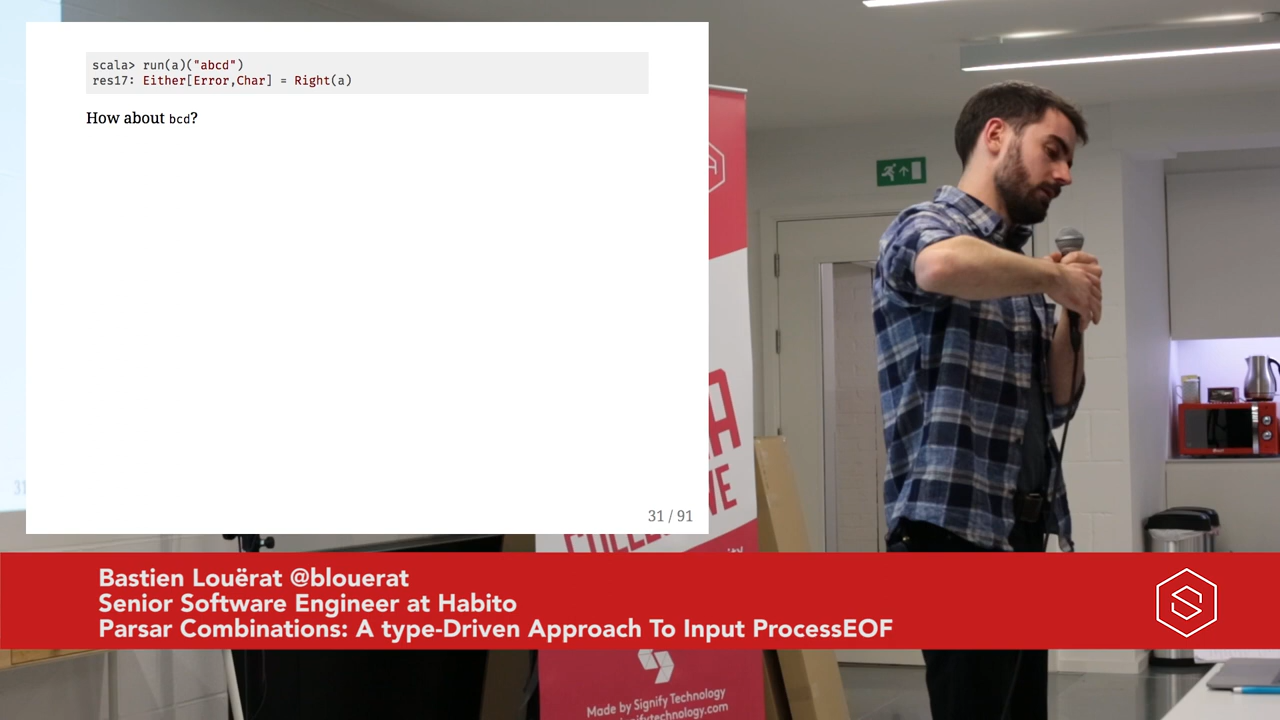 scala> run(a)("abcd")
res17: Either[Error,Char] = Right(a)
How about bcd?
31 / 91
Bastien Louërat @blouerat
Senior Software Engineer at Habito
Parsar Combinations: A type-Driven Approach To Input ProcessEOF
Made by Signify Technology